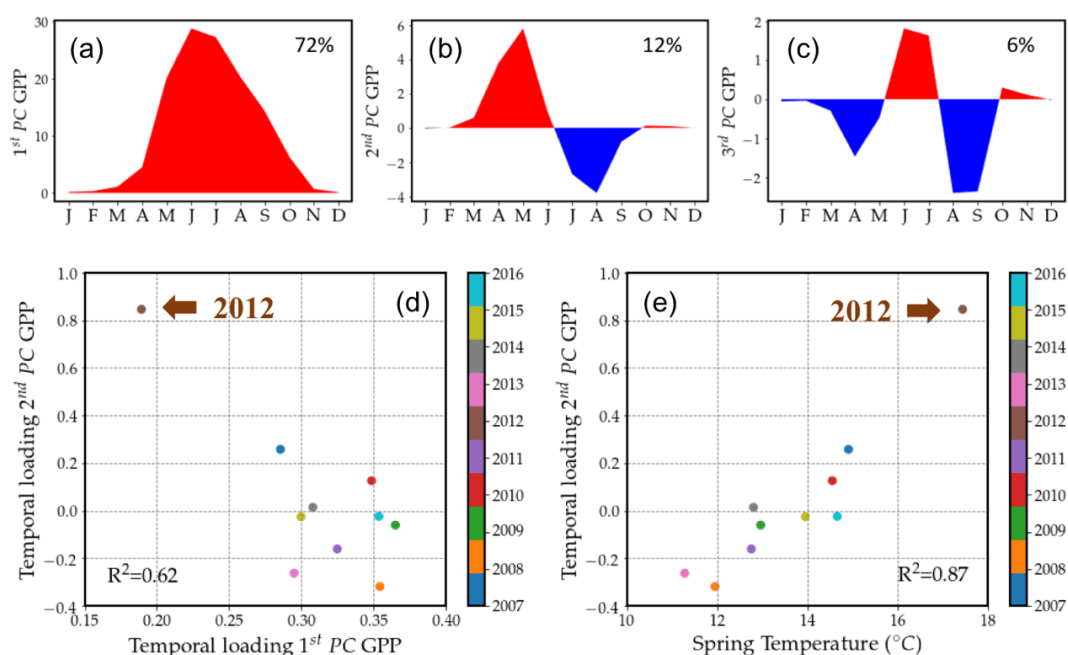 (a)
72%
1st PC GPP
30
20
10
0
J F M A M J J A S O N D
(b)
12%
2nd PC GPP
6
4
2
0
−2
−4
J F M A M J J A S O N D
(c)
6%
3rd PC GPP
2
1
0
−1
−2
J F M A M J J A S O N D
(d)
2012
R2=0.62
Temporal loading 2nd PC GPP
1.0
0.8
0.6
0.4
0.2
0.0
−0.2
−0.4
0.15 0.20 0.25 0.30 0.35 0.40
Temporal loading 1st PC GPP
2016
2015
2014
2013
2012
2011
2010
2009
2008
2007
(e)
2012
R2=0.87
Temporal loading 2nd PC GPP
1.0
0.8
0.6
0.4
0.2
0.0
−0.2
−0.4
10 12 14 16 18
Spring Temperature (°C)
2016
2015
2014
2013
2012
2011
2010
2009
2008
2007